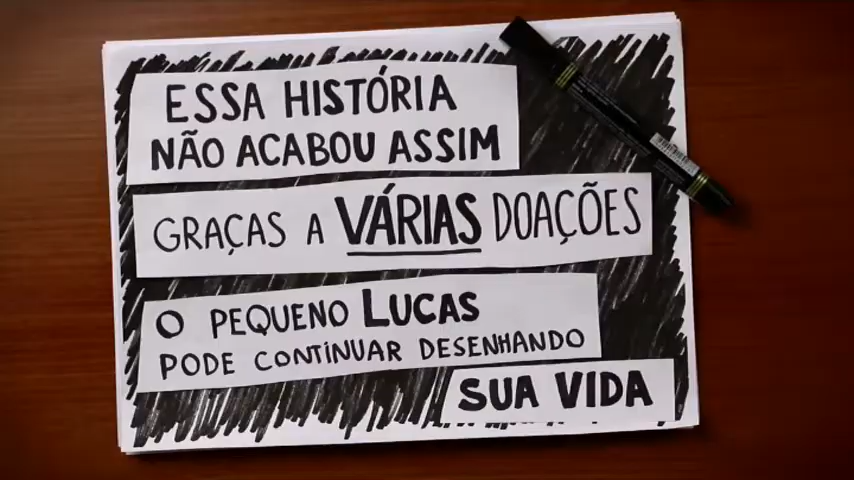 ESSA HISTÓRIA
NÃO ACABOU ASSIM
GRAÇAS A VÁRIAS DOAÇÕES
O PEQUENO LUCAS
PODE CONTINUAR DESENHANDO
SUA VIDA